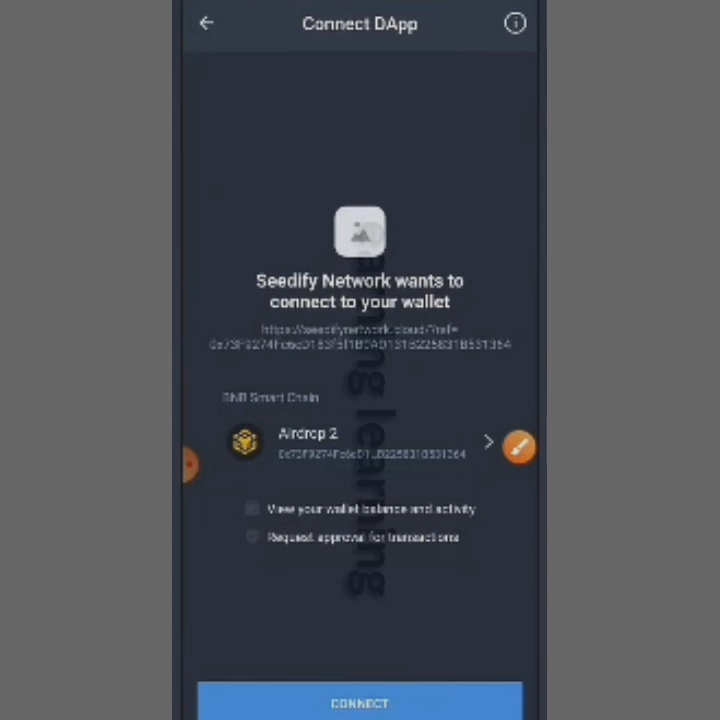 Connect DApp
Seedify Network wants to
connect to your wallet
https://seedifynetwork.cloud/?ref=
BNB Smart Chain
Airdrop 2
View your wallet balance and activity
Request approval for transactions
CONNECT
learning